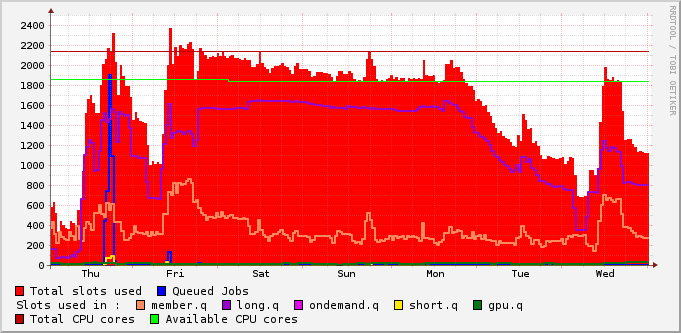 RRDTOOL / TOBI OETIKER
2400
2200
2000
1800
1600
1400
1200
1000
800
600
400
200
0
Thu Fri Sat Sun Mon Tue Wed
Total slots used Queued Jobs
Slots used in : member.q long.q ondemand.q short.q gpu.q
Total CPU cores Available CPU cores